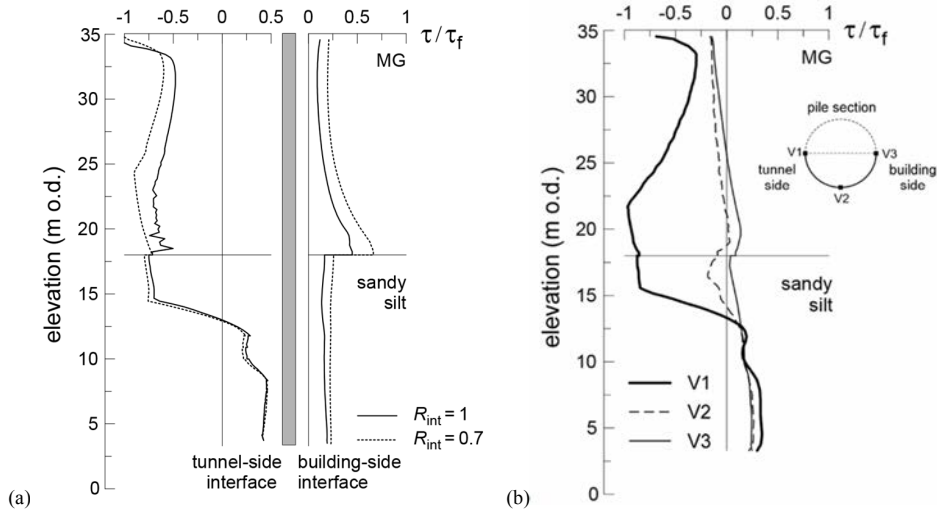 -1 -0.5 0 0.5 0 0.5 1
τ/τf
MG
35
30
25
20
15
10
5
0
elevation (m o.d.)
sandy
silt
Rint = 1
Rint = 0.7
tunnel-side
interface
building-side
interface
(a)
-1 -0.5 0 0.5 1
τ/τf
MG
35
30
25
20
15
10
5
0
elevation (m o.d.)
pile section
V1
V3
tunnel
side
building
side
V2
sandy
silt
V1
V2
V3
(b)